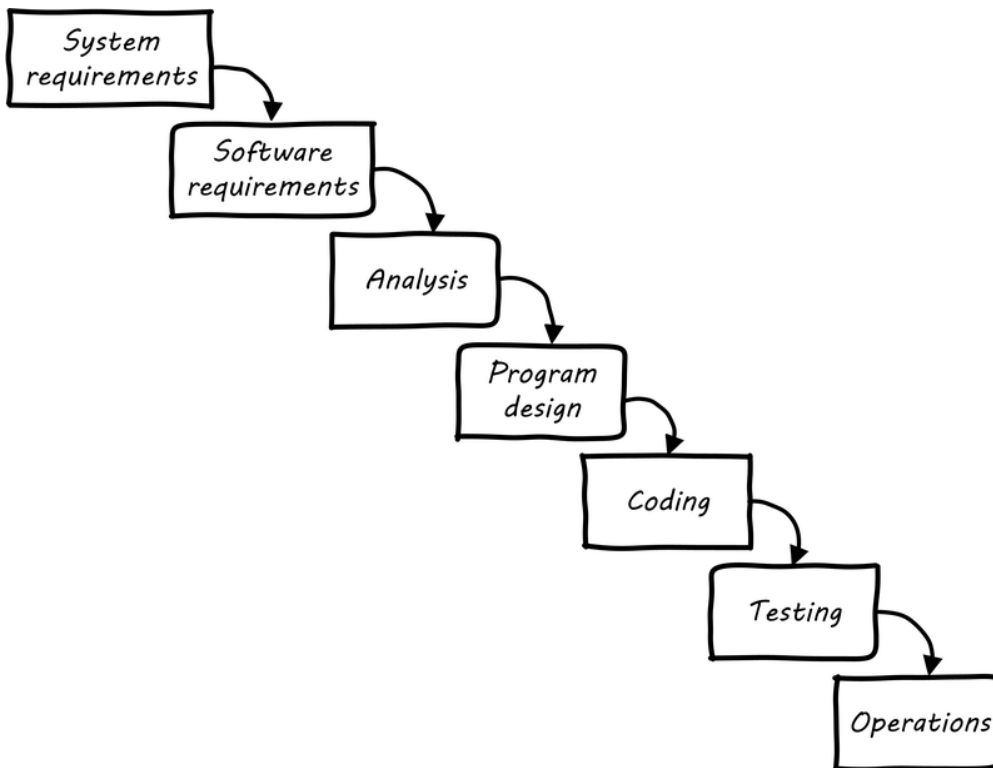 System
requirements
Software
requirements
Analysis
Program
design
Coding
Testing
Operations